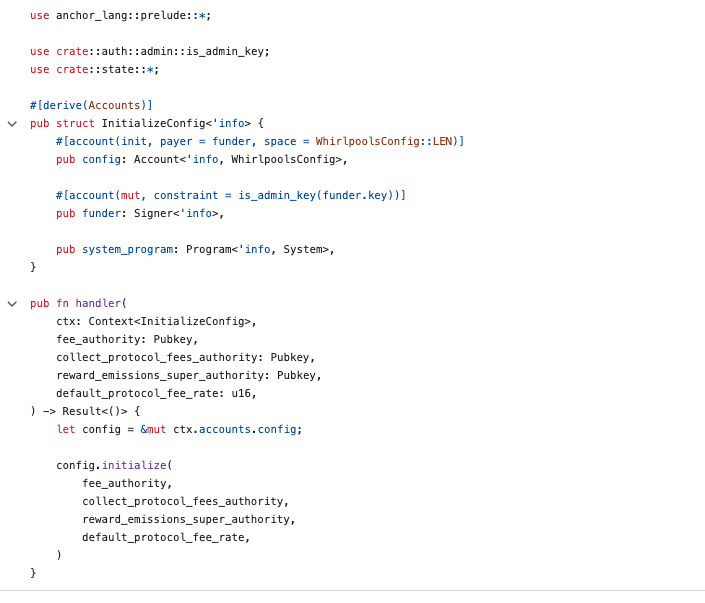 use anchor_lang::prelude::*;
use crate::auth::admin::is_admin_key;
use crate::state::*;
#[derive(Accounts)]
pub struct InitializeConfig<'info> {
#[account(init, payer = funder, space = WhirlpoolsConfig::LEN)]
pub config: Account<'info, WhirlpoolsConfig>,
#[account(mut, constraint = is_admin_key(funder.key))]
pub funder: Signer<'info>,
pub system_program: Program<'info, System>,
}
pub fn handler(
ctx: Context<InitializeConfig>,
fee_authority: Pubkey,
collect_protocol_fees_authority: Pubkey,
reward_emissions_super_authority: Pubkey,
default_protocol_fee_rate: u16,
) -> Result<()> {
let config = &mut ctx.accounts.config;
config.initialize(
fee_authority,
collect_protocol_fees_authority,
reward_emissions_super_authority,
default_protocol_fee_rate,
)
}